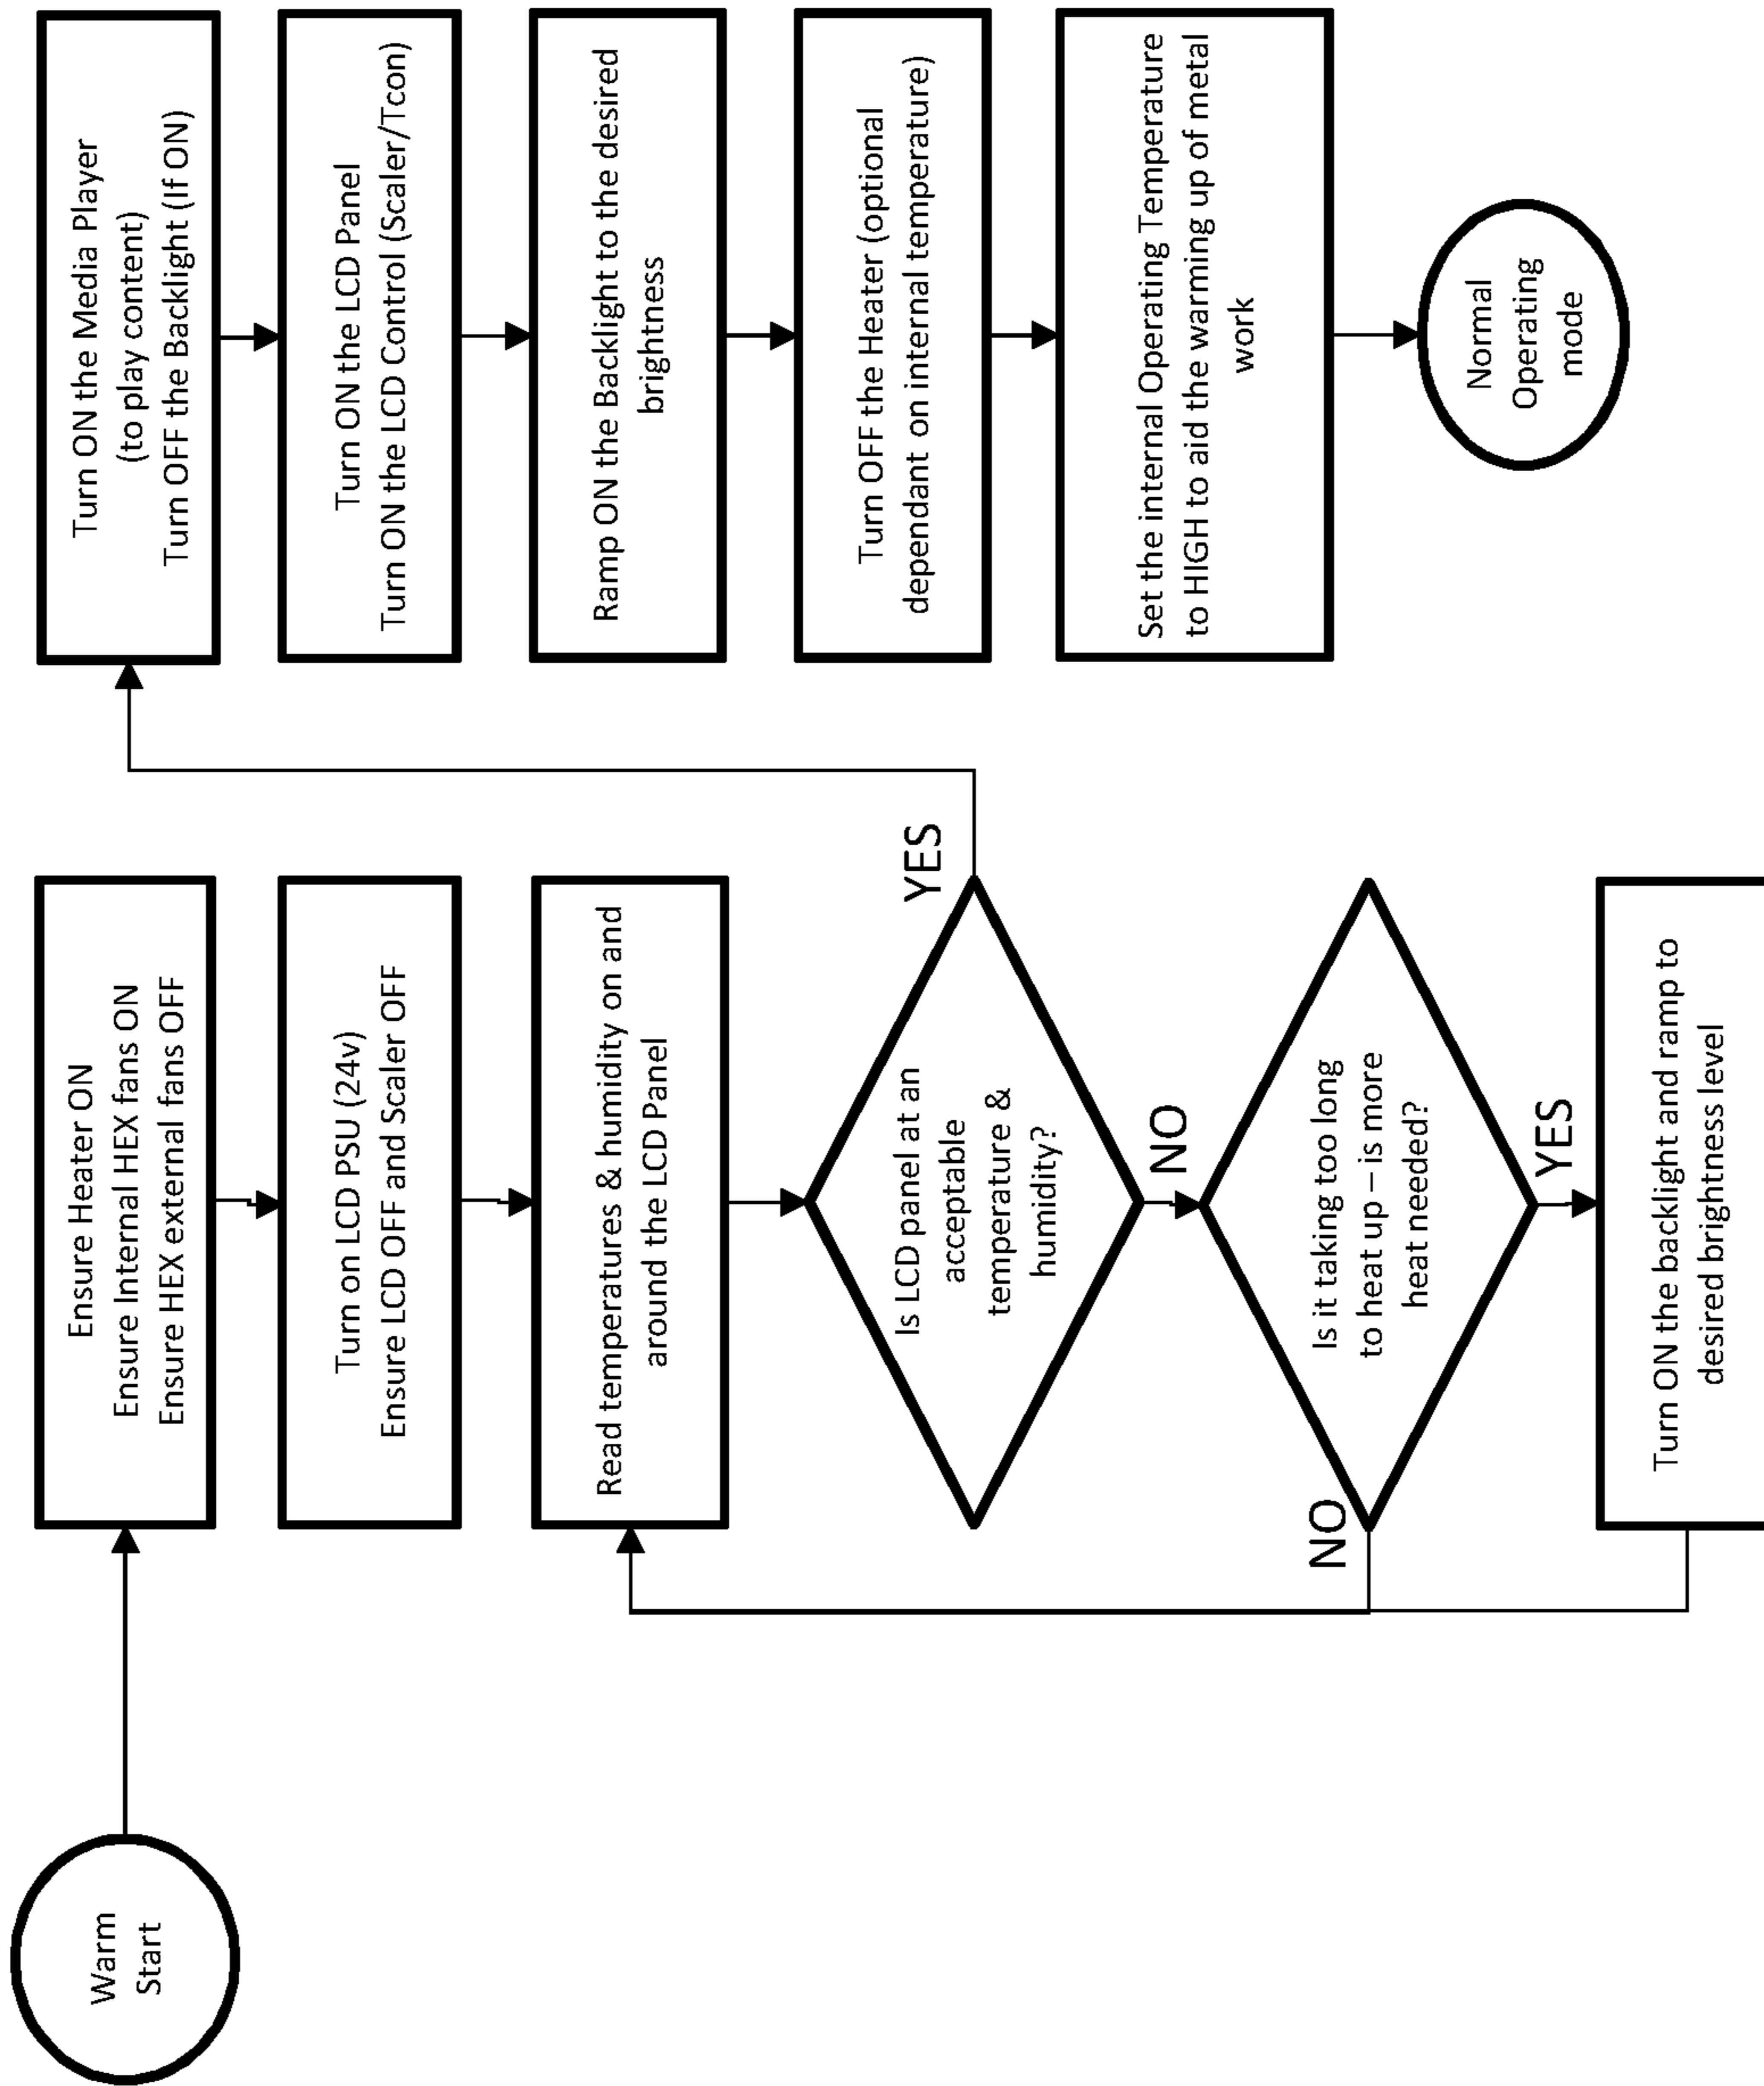 Warm
Start
Ensure Heater ON
Ensure Internal HEX fans ON
Ensure HEX external fans OFF
Turn on LCD PSU (24v)
Ensure LCD OFF and Scaler OFF
Read temperatures & humidity on and
around the LCD Panel
Is LCD panel at an
acceptable
temperature &
humidity?
YES
NO
Is it taking too long
to heat up – is more
heat needed?
NO
YES
Turn ON the backlight and ramp to
desired brightness level
Turn ON the Media Player
(to play content)
Turn OFF the Backlight (If ON)
Turn ON the LCD Panel
Turn ON the LCD Control (Scaler/Tcon)
Ramp ON the Backlight to the desired
brightness
Turn OFF the Heater (optional
dependant on internal temperature)
Set the internal Operating Temperature
to HIGH to aid the warming up of metal
work
Normal
Operating
mode